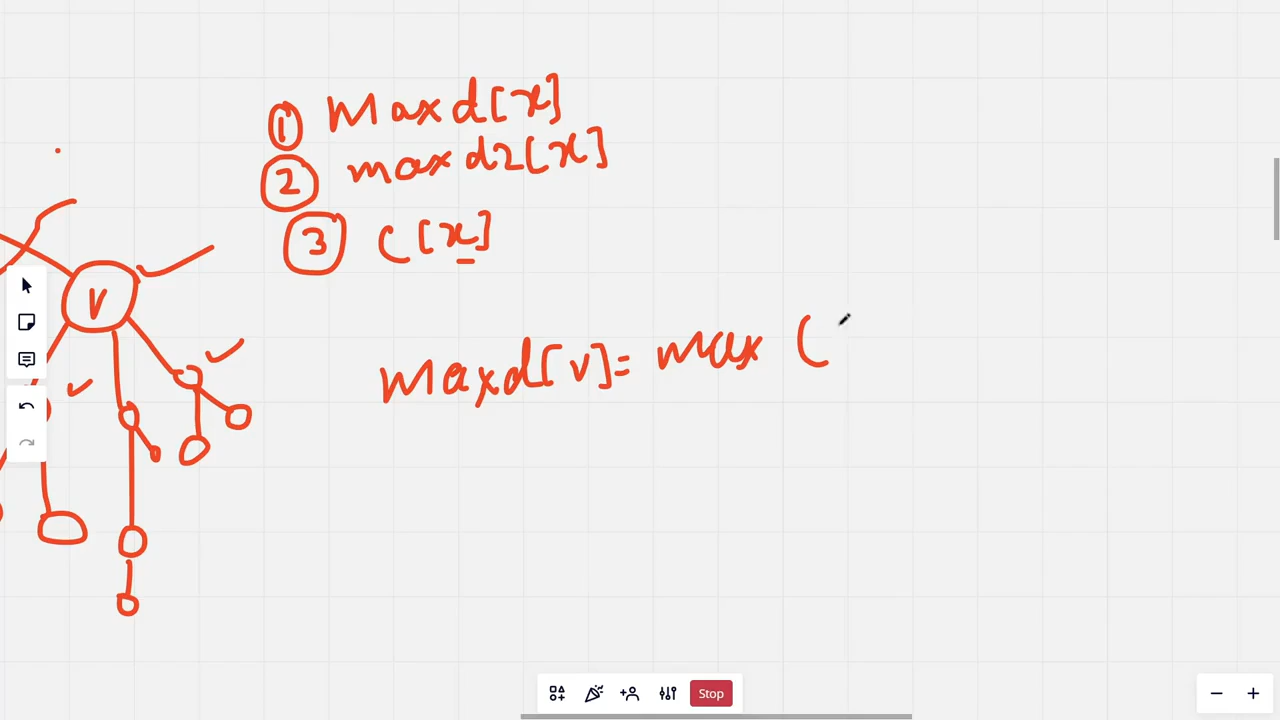 1 Maxd[x]
2 maxd2[x]
3 C[x]
V
maxd[v]= max (
Stop